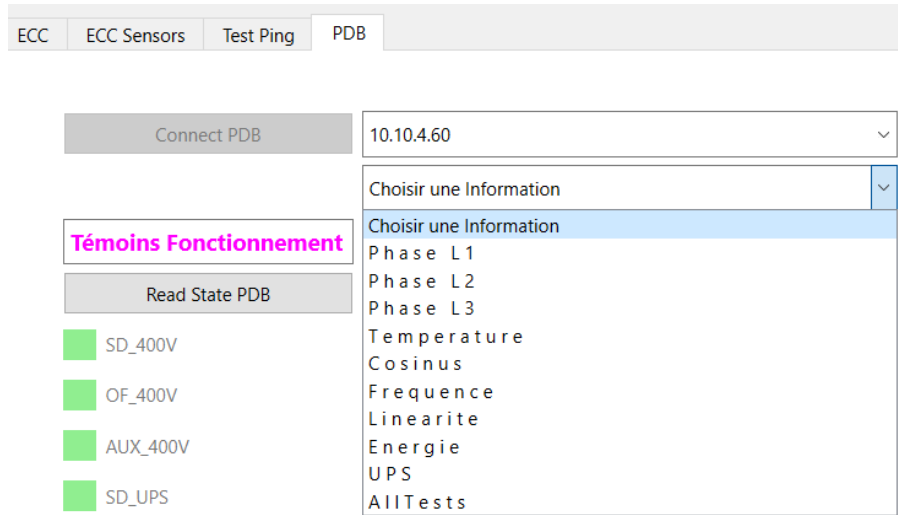 ECC ECC Sensors Test Ping PDB
Connect PDB 10.10.4.60
Choisir une Information
Témoins Fonctionnement
Read State PDB
SD_400V
OF_400V
AUX_400V
SD_UPS
Choisir une Information
Phase L1
Phase L2
Phase L3
Temperature
Cosinus
Frequence
Linearite
Energie
UPS
AllTests